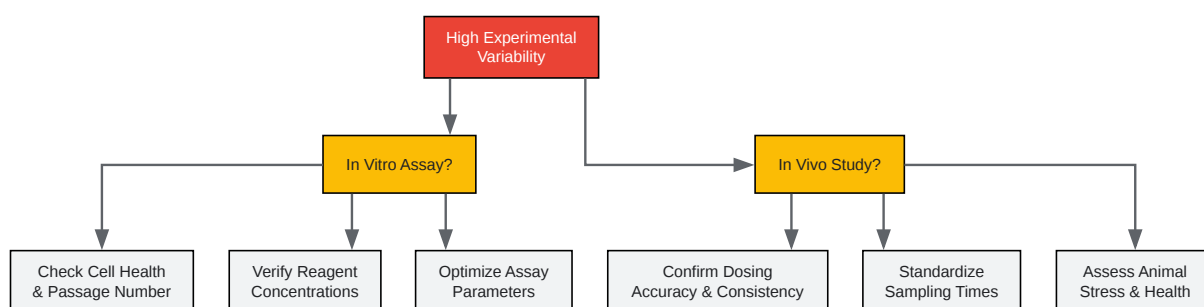 High Experimental
Variability
In Vitro Assay?
In Vivo Study?
Check Cell Health
& Passage Number
Verify Reagent
Concentrations
Optimize Assay
Parameters
Confirm Dosing
Accuracy & Consistency
Standardize
Sampling Times
Assess Animal
Stress & Health